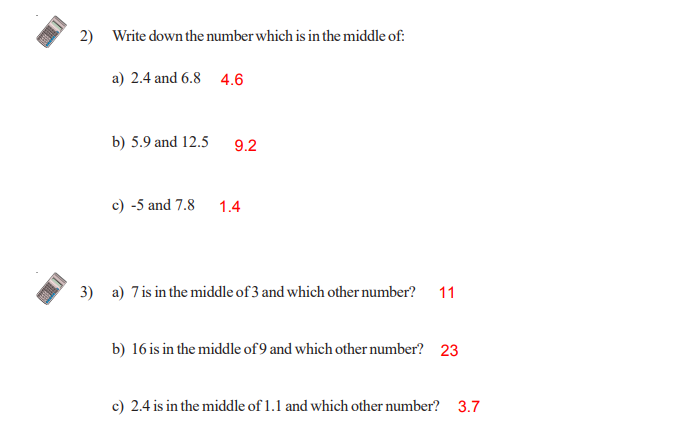 2) Write down the number which is in the middle of:
a) 2.4 and 6.8 4.6
b) 5.9 and 12.5 9.2
c) -5 and 7.8 1.4
3) a) 7 is in the middle of 3 and which other number? 11
b) 16 is in the middle of 9 and which other number? 23
c) 2.4 is in the middle of 1.1 and which other number? 3.7